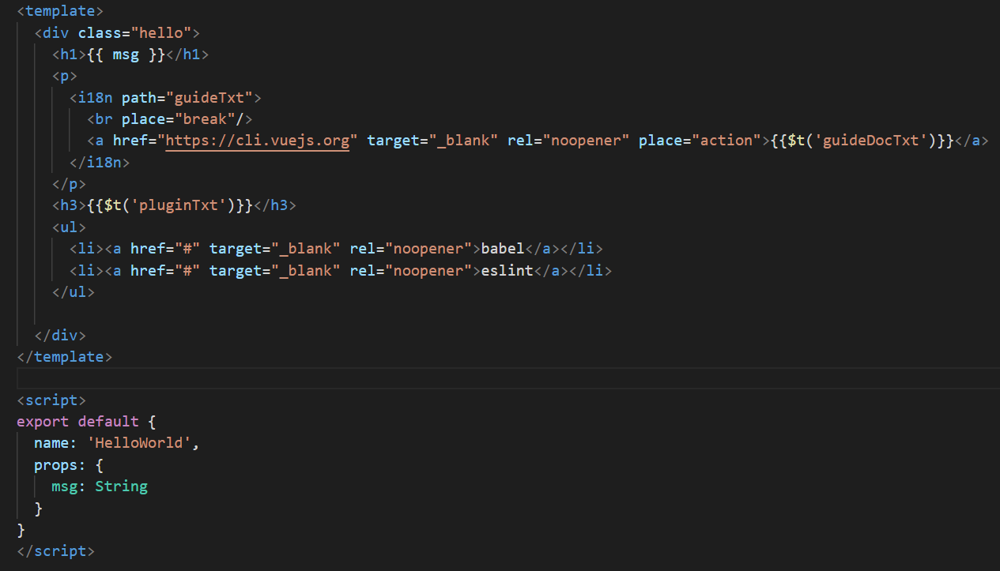 <template>
  <div class="hello">
    <h1>{{ msg }}</h1>
    <p>
      <i18n path="guideTxt">
        <br place="break"/>
        <a href="https://cli.vuejs.org" target="_blank" rel="noopener" place="action">{{$t('guideDocTxt')}}</a>
      </i18n>
    </p>
    <h3>{{$t('pluginTxt')}}</h3>
    <ul>
      <li><a href="#" target="_blank" rel="noopener">babel</a></li>
      <li><a href="#" target="_blank" rel="noopener">eslint</a></li>
    </ul>

  </div>
</template>

<script>
export default {
  name: 'HelloWorld',
  props: {
    msg: String
  }
}
</script>